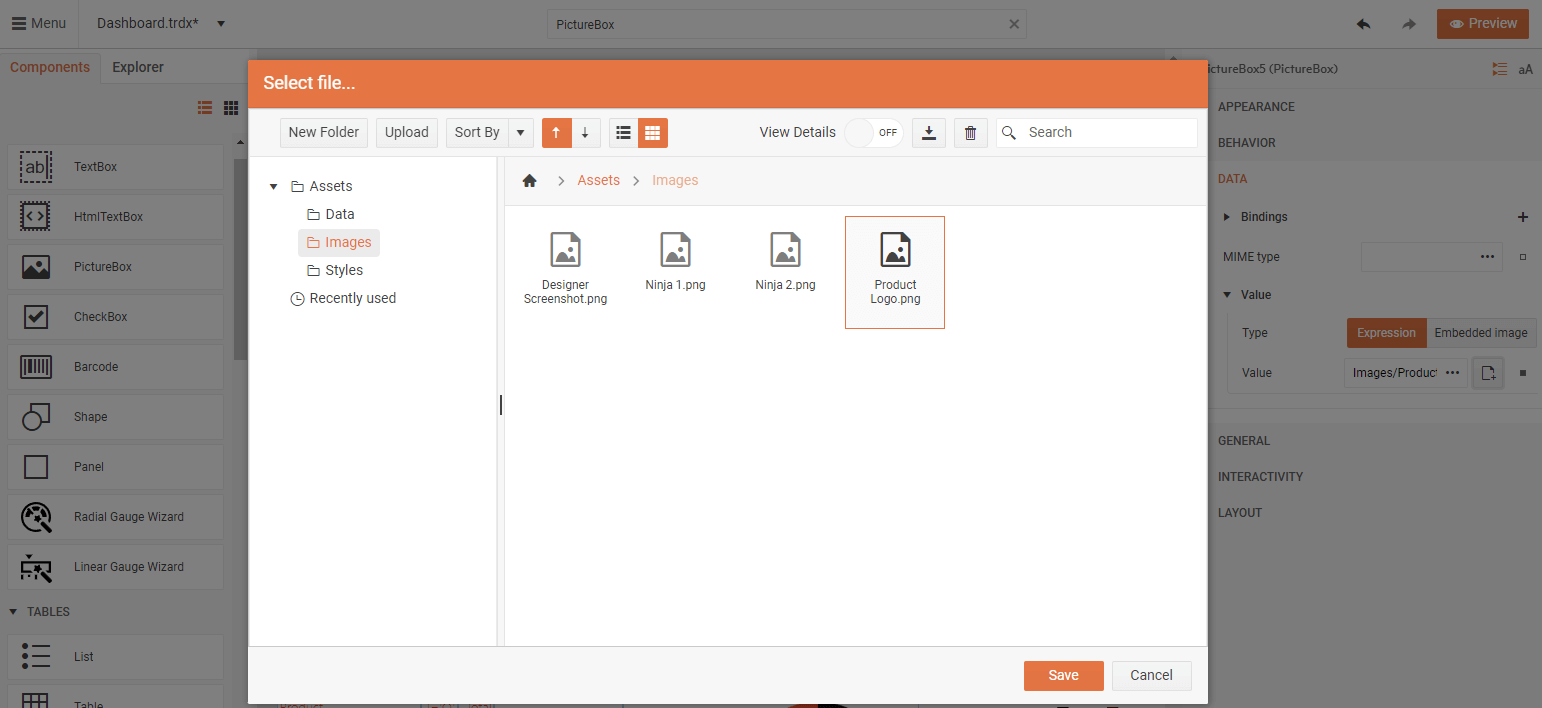 Menu
Dashboard.trdx*
PictureBox
Preview
Components
Explorer
ab
TextBox
HtmlTextBox
PictureBox
CheckBox
Barcode
Shape
Panel
Radial Gauge Wizard
Linear Gauge Wizard
TABLES
List
Table
Select file...
New Folder
Upload
Sort By
View Details
OFF
Search
Assets
Data
Images
Styles
Recently used
Assets
Images
Designer
Screenshot.png
Ninja 1.png
Ninja 2.png
Product
Logo.png
Save
Cancel
ictureBox5 (PictureBox)
aA
APPEARANCE
BEHAVIOR
DATA
Bindings
MIME type
Value
Type
Expression
Embedded image
Value
Images/Product
GENERAL
INTERACTIVITY
LAYOUT
Product